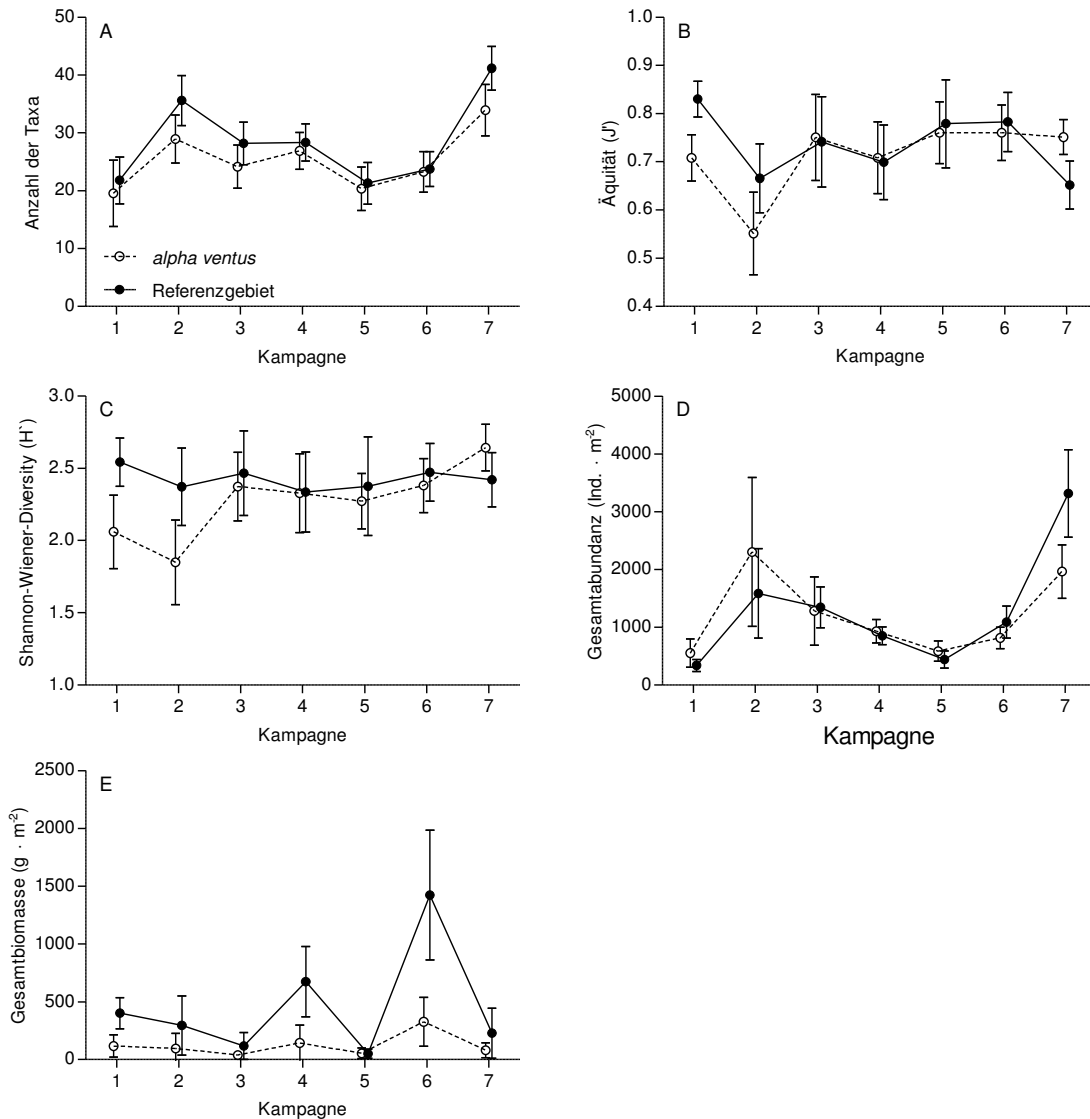 A
Anzahl der Taxa
50
40
30
20
10
0
alpha ventus
Referenzgebiet
1 2 3 4 5 6 7
Kampagne
B
Äquität (J')
1.0
0.9
0.8
0.7
0.6
0.5
0.4
1 2 3 4 5 6 7
Kampagne
C
Shannon-Wiener-Diversity (H`)
3.0
2.5
2.0
1.5
1.0
1 2 3 4 5 6 7
Kampagne
D
Gesamtabundanz (Ind. · m-2)
5000
4000
3000
2000
1000
0
1 2 3 4 5 6 7
Kampagne
E
Gesamtbiomasse (g · m-2)
2500
2000
1500
1000
500
0
1 2 3 4 5 6 7
Kampagne